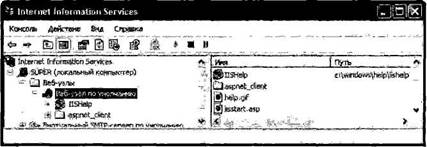 Internet Information Services
Консоль Действие Вид Справка
Internet Information Services
SUPER (локальный компьютер)
Веб-узлы
Веб-узел по умолчанию
IISHelp
aspnet_client
Виртуальный SMTP-сервер по умолчанию
Имя Путь
IISHelp c:\windows\help\iishelp
aspnet_client
help.gif
iisstart.asp